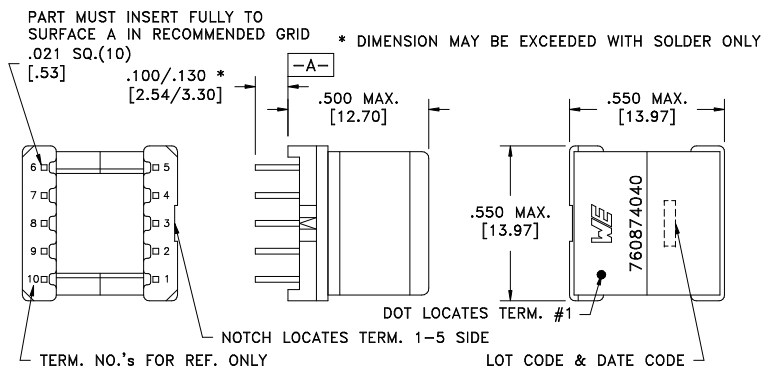 PART MUST INSERT FULLY TO
SURFACE A IN RECOMMENDED GRID
* DIMENSION MAY BE EXCEEDED WITH SOLDER ONLY
.021 SQ.(10)
[.53]
.100/.130 *
[2.54/3.30]
-A-
.500 MAX.
[12.70]
.550 MAX.
[13.97]
6
5
7
4
8
3
9
2
10
1
.550 MAX.
[13.97]
WE
760874040
DOT LOCATES TERM. #1
NOTCH LOCATES TERM. 1-5 SIDE
TERM. NO.'s FOR REF. ONLY
LOT CODE & DATE CODE